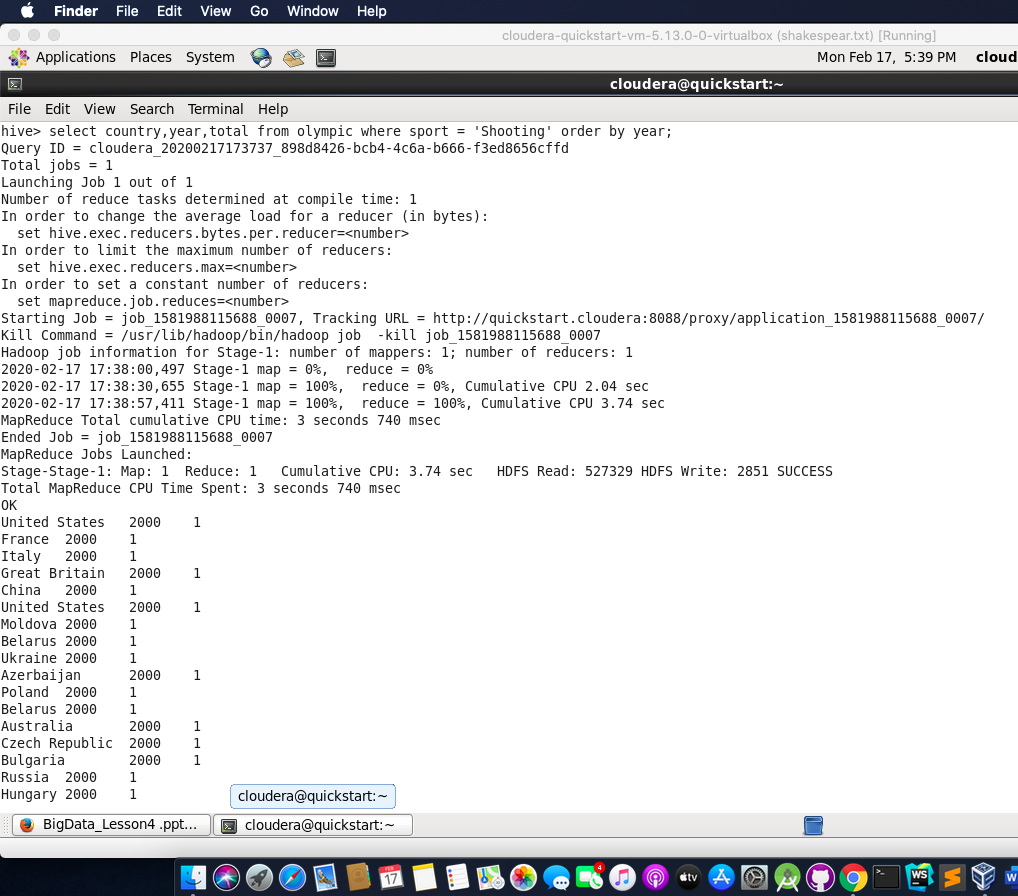 Finder File Edit View Go Window Help
cloudera-quickstart-vm-5.13.0-0-virtualbox (shakespear.txt) [Running]
Applications Places System Mon Feb 17, 5:39 PM cloud
cloudera@quickstart:~
File Edit View Search Terminal Help
hive> select country,year,total from olympic where sport = 'Shooting' order by year;
Query ID = cloudera_20200217173737_898d8426-bcb4-4c6a-b666-f3ed8656cffd
Total jobs = 1
Launching Job 1 out of 1
Number of reduce tasks determined at compile time: 1
In order to change the average load for a reducer (in bytes):
  set hive.exec.reducers.bytes.per.reducer=<number>
In order to limit the maximum number of reducers:
  set hive.exec.reducers.max=<number>
In order to set a constant number of reducers:
  set mapreduce.job.reduces=<number>
Starting Job = job_1581988115688_0007, Tracking URL = http://quickstart.cloudera:8088/proxy/application_1581988115688_0007/
Kill Command = /usr/lib/hadoop/bin/hadoop job  -kill job_1581988115688_0007
Hadoop job information for Stage-1: number of mappers: 1; number of reducers: 1
2020-02-17 17:38:00,497 Stage-1 map = 0%,  reduce = 0%
2020-02-17 17:38:30,655 Stage-1 map = 100%,  reduce = 0%, Cumulative CPU 2.04 sec
2020-02-17 17:38:57,411 Stage-1 map = 100%,  reduce = 100%, Cumulative CPU 3.74 sec
MapReduce Total cumulative CPU time: 3 seconds 740 msec
Ended Job = job_1581988115688_0007
MapReduce Jobs Launched:
Stage-Stage-1: Map: 1  Reduce: 1   Cumulative CPU: 3.74 sec   HDFS Read: 527329 HDFS Write: 2851 SUCCESS
Total MapReduce CPU Time Spent: 3 seconds 740 msec
OK
United States	2000	1
France	2000	1
Italy	2000	1
Great Britain	2000	1
China	2000	1
United States	2000	1
Moldova	2000	1
Belarus	2000	1
Ukraine	2000	1
Azerbaijan	2000	1
Poland	2000	1
Belarus	2000	1
Australia	2000	1
Czech Republic	2000	1
Bulgaria	2000	1
Russia	2000	1
Hungary	2000	1
cloudera@quickstart:~
BigData_Lesson4 .ppt... cloudera@quickstart:~
FEB
17
4
tv
WS
W